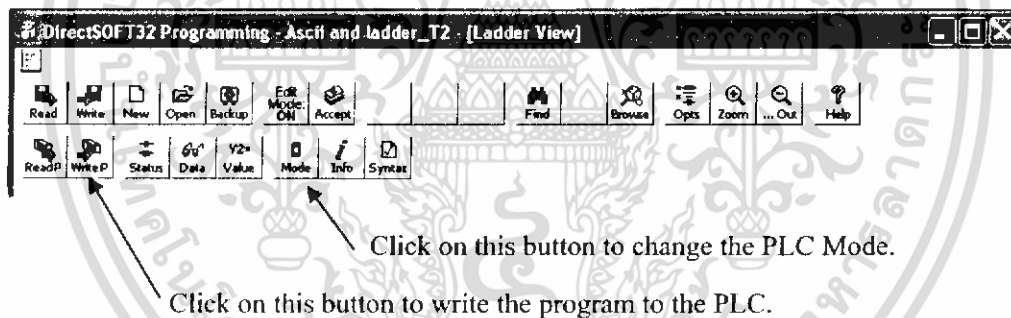 DirectSOFT32 Programming - Ascii and ladder_T2 - [Ladder View]
Read Write New Open Backup Edit Mode: ON Accept Find Browse Opts Zoom ... Out Help
ReadP WriteP Status Data Value Mode Info Syntax
Click on this button to change the PLC Mode.
Click on this button to write the program to the PLC.